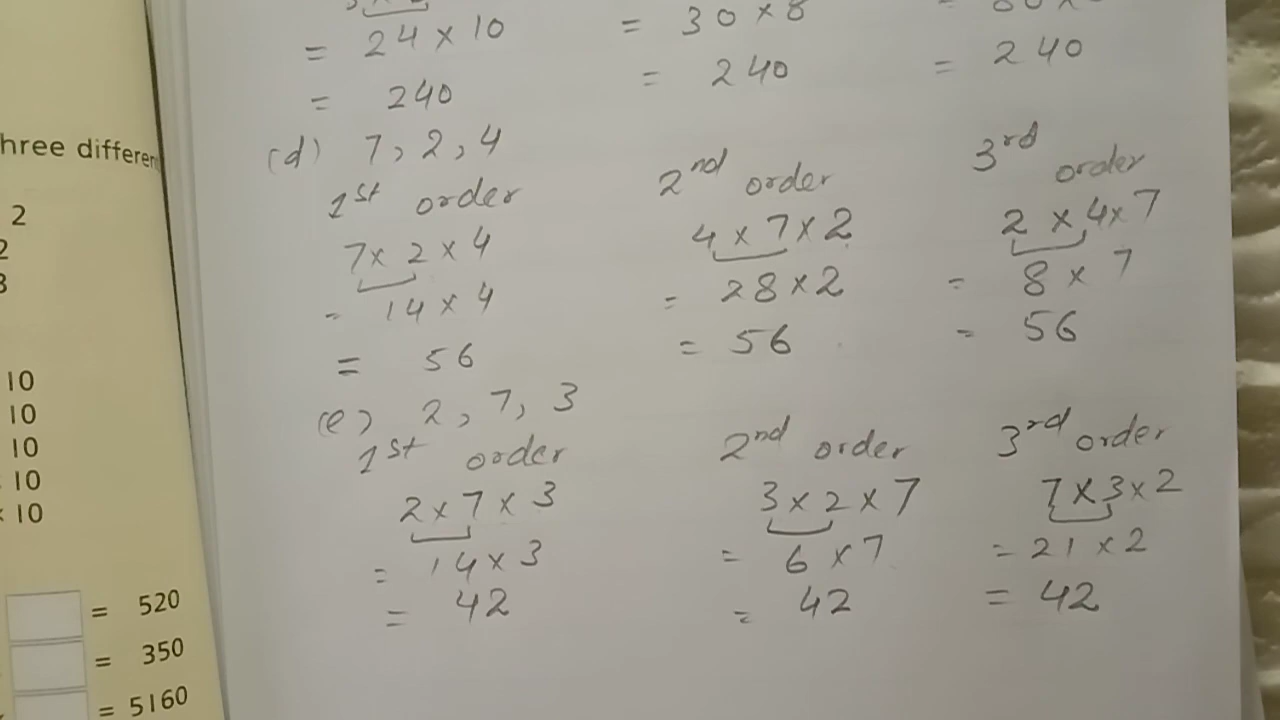 hree differen
2
2
3
10
10
10
10
× 10
= 520
= 350
= 5160
= 24 × 10
= 240
= 30 × 8
= 240
= 240
(d) 7, 2, 4
1st order
7 × 2 × 4
= 14 × 4
= 56
2nd order
4 × 7 × 2
= 28 × 2
= 56
3rd order
2 × 4 × 7
= 8 × 7
= 56
(e) 2, 7, 3
1st order
2 × 7 × 3
= 14 × 3
= 42
2nd order
3 × 2 × 7
= 6 × 7
= 42
3rd order
7 × 3 × 2
= 21 × 2
= 42